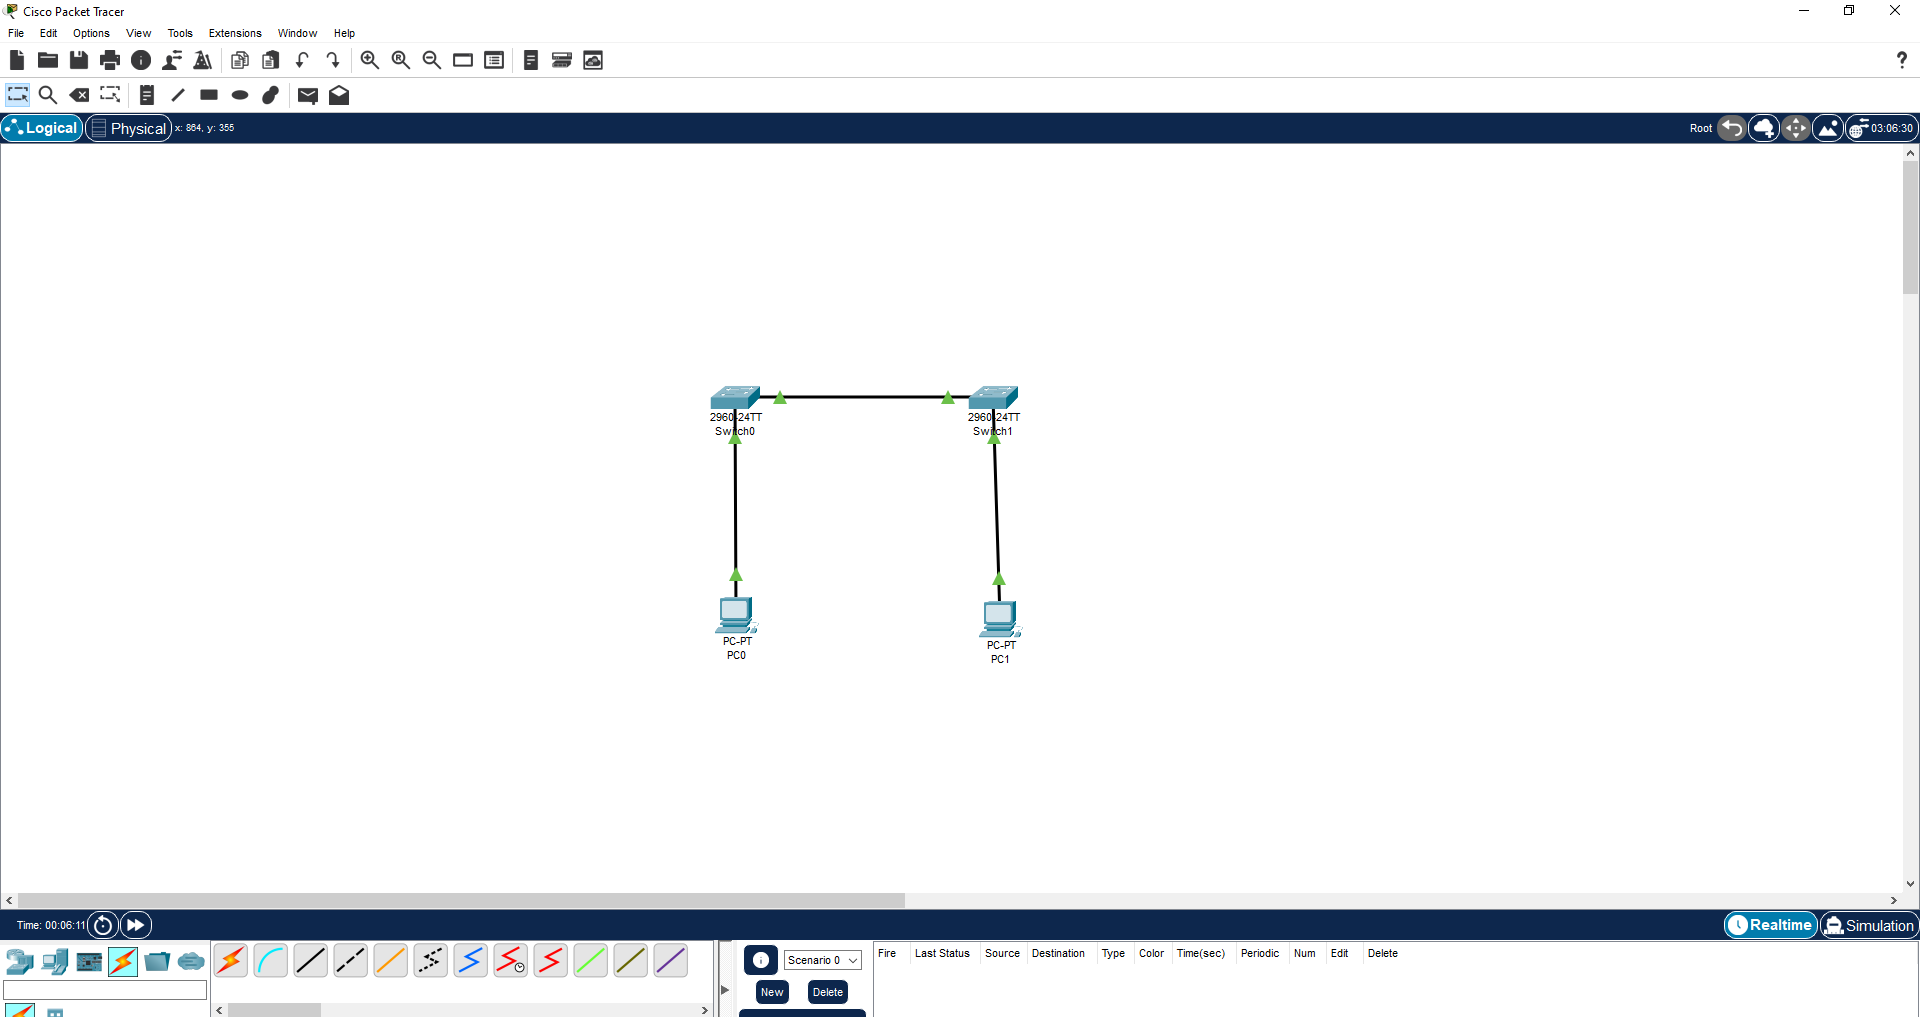 Cisco Packet Tracer
File Edit Options View Tools Extensions Window Help
?
Logical Physical x: 864, y: 355 Root 03:06:30
2960-24TT
Switch0
2960-24TT
Switch1
PC-PT
PC0
PC-PT
PC1
Time: 00:06:11 Realtime Simulation
Scenario 0
New Delete
Fire Last Status Source Destination Type Color Time(sec) Periodic Num Edit Delete